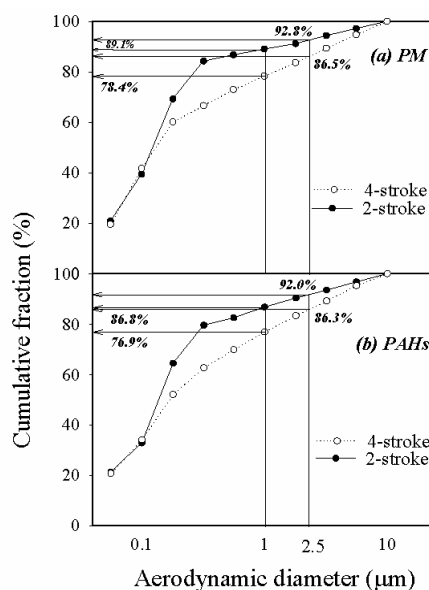 100
92.8%
89.1%
(a) PM
80
86.5%
78.4%
60
40
4-stroke
2-stroke
20
100
92.0%
86.8%
86.3%
80
76.9%
(b) PAHs
60
40
4-stroke
2-stroke
20
0
0.1
1
2.5
10
Cumulative fraction (%)
Aerodynamic diameter (μm)